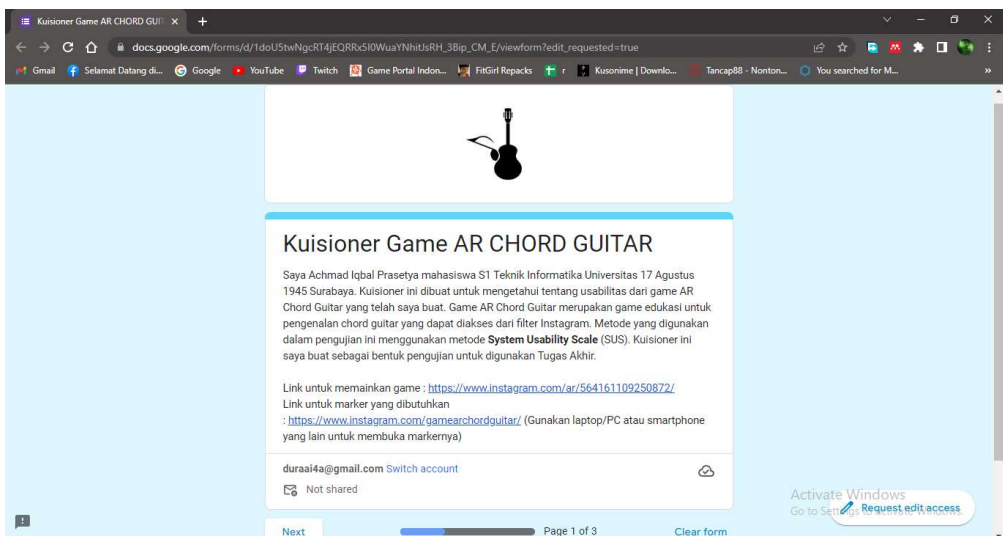 Kuisioner Game AR CHORD GUIT
docs.google.com/forms/d/1doU5twNgcRT4jEQRRx5I0WuaYNhitJsRH_3Bip_CM_E/viewform?edit_requested=true
Gmail Selamat Datang di... Google YouTube Twitch Game Portal Indon... FitGirl Repacks r Kusonime | Downlo... Tancap88 - Nonton... You searched for M... »
Kuisioner Game AR CHORD GUITAR
Saya Achmad Iqbal Prasetya mahasiswa S1 Teknik Informatika Universitas 17 Agustus
1945 Surabaya. Kuisioner ini dibuat untuk mengetahui tentang usabilitas dari game AR
Chord Guitar yang telah saya buat. Game AR Chord Guitar merupakan game edukasi untuk
pengenalan chord guitar yang dapat diakses dari filter Instagram. Metode yang digunakan
dalam pengujian ini menggunakan metode System Usability Scale (SUS). Kuisioner ini
saya buat sebagai bentuk pengujian untuk digunakan Tugas Akhir.
Link untuk memainkan game : https://www.instagram.com/ar/564161109250872/
Link untuk marker yang dibutuhkan
: https://www.instagram.com/gamearchordguitar/ (Gunakan laptop/PC atau smartphone
yang lain untuk membuka markernya)
duraai4a@gmail.com Switch account
Not shared
Activate Windows
Go to Settings to activate Windows.
Request edit access
Next Page 1 of 3 Clear form